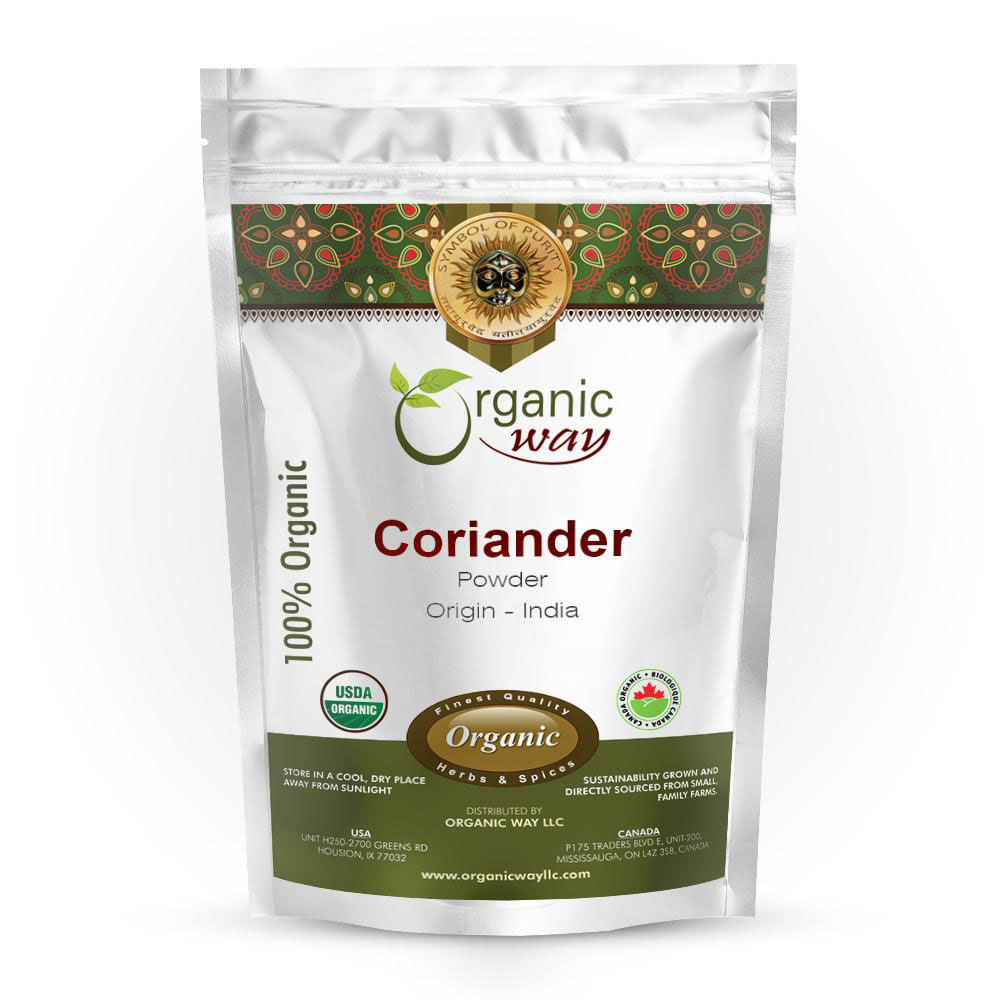 SYMBOL OF PURITY
rganic
way
100% Organic
Coriander
Powder
Origin - India
USDA
ORGANIC
CANADA ORGANIC • BIOLOGIQUE CANADA •
Finest Quality
Organic
Herbs & Spices
STORE IN A COOL, DRY PLACE
AWAY FROM SUNLIGHT
SUSTAINABILITY GROWN AND
DIRECTLY SOURCED FROM SMALL
FAMILY FARMS.
DISTRIBUTED BY
ORGANIC WAY LLC
USA
UNIT H250-2700 GREENS RD
HOUSION, IX 77032
CANADA
P175 TRADERS BLVD E, UNIT-200,
MISSISSAUGA, ON L4Z 3S8, CANADA
www.organicwayllc.com